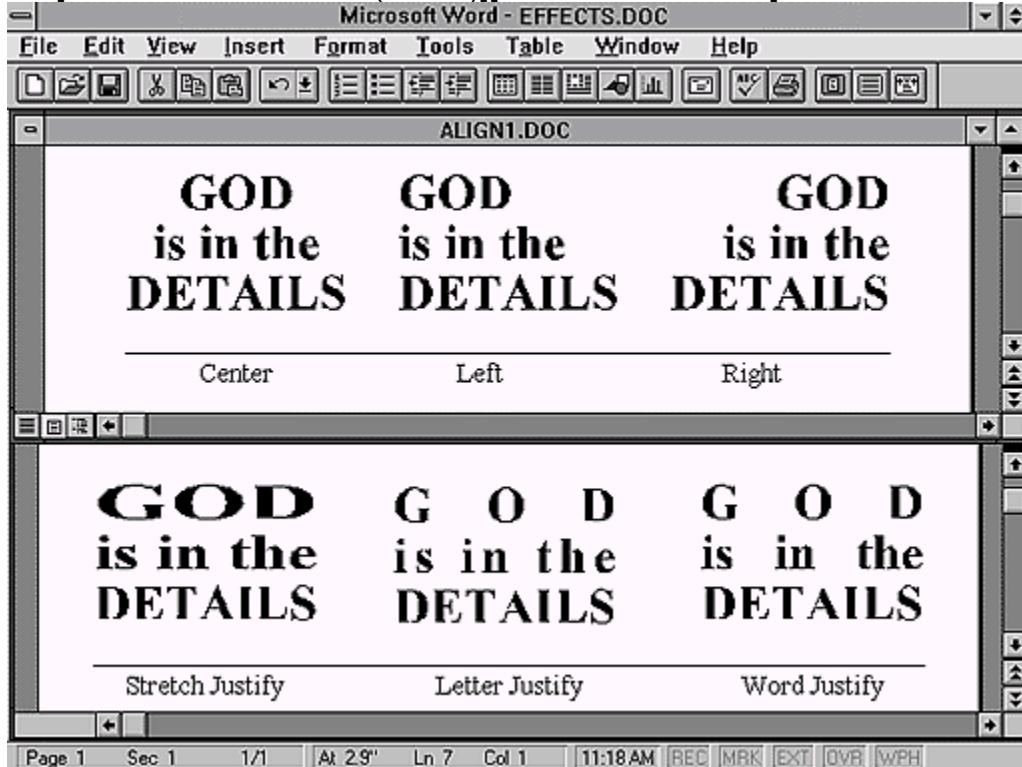 Microsoft Word - EFFECTS.DOC
File Edit View Insert Format Tools Table Window Help
ALIGN1.DOC
GOD GOD GOD
is in the is in the is in the
DETAILS DETAILS DETAILS
Center Left Right
GOD G O D G O D
is in the is in the is in the
DETAILS DETAILS DETAILS
Stretch Justify Letter Justify Word Justify
Page 1 Sec 1 1/1 At 2.9" Ln 7 Col 1 11:18 AM REC MRK EXT OVR WPH